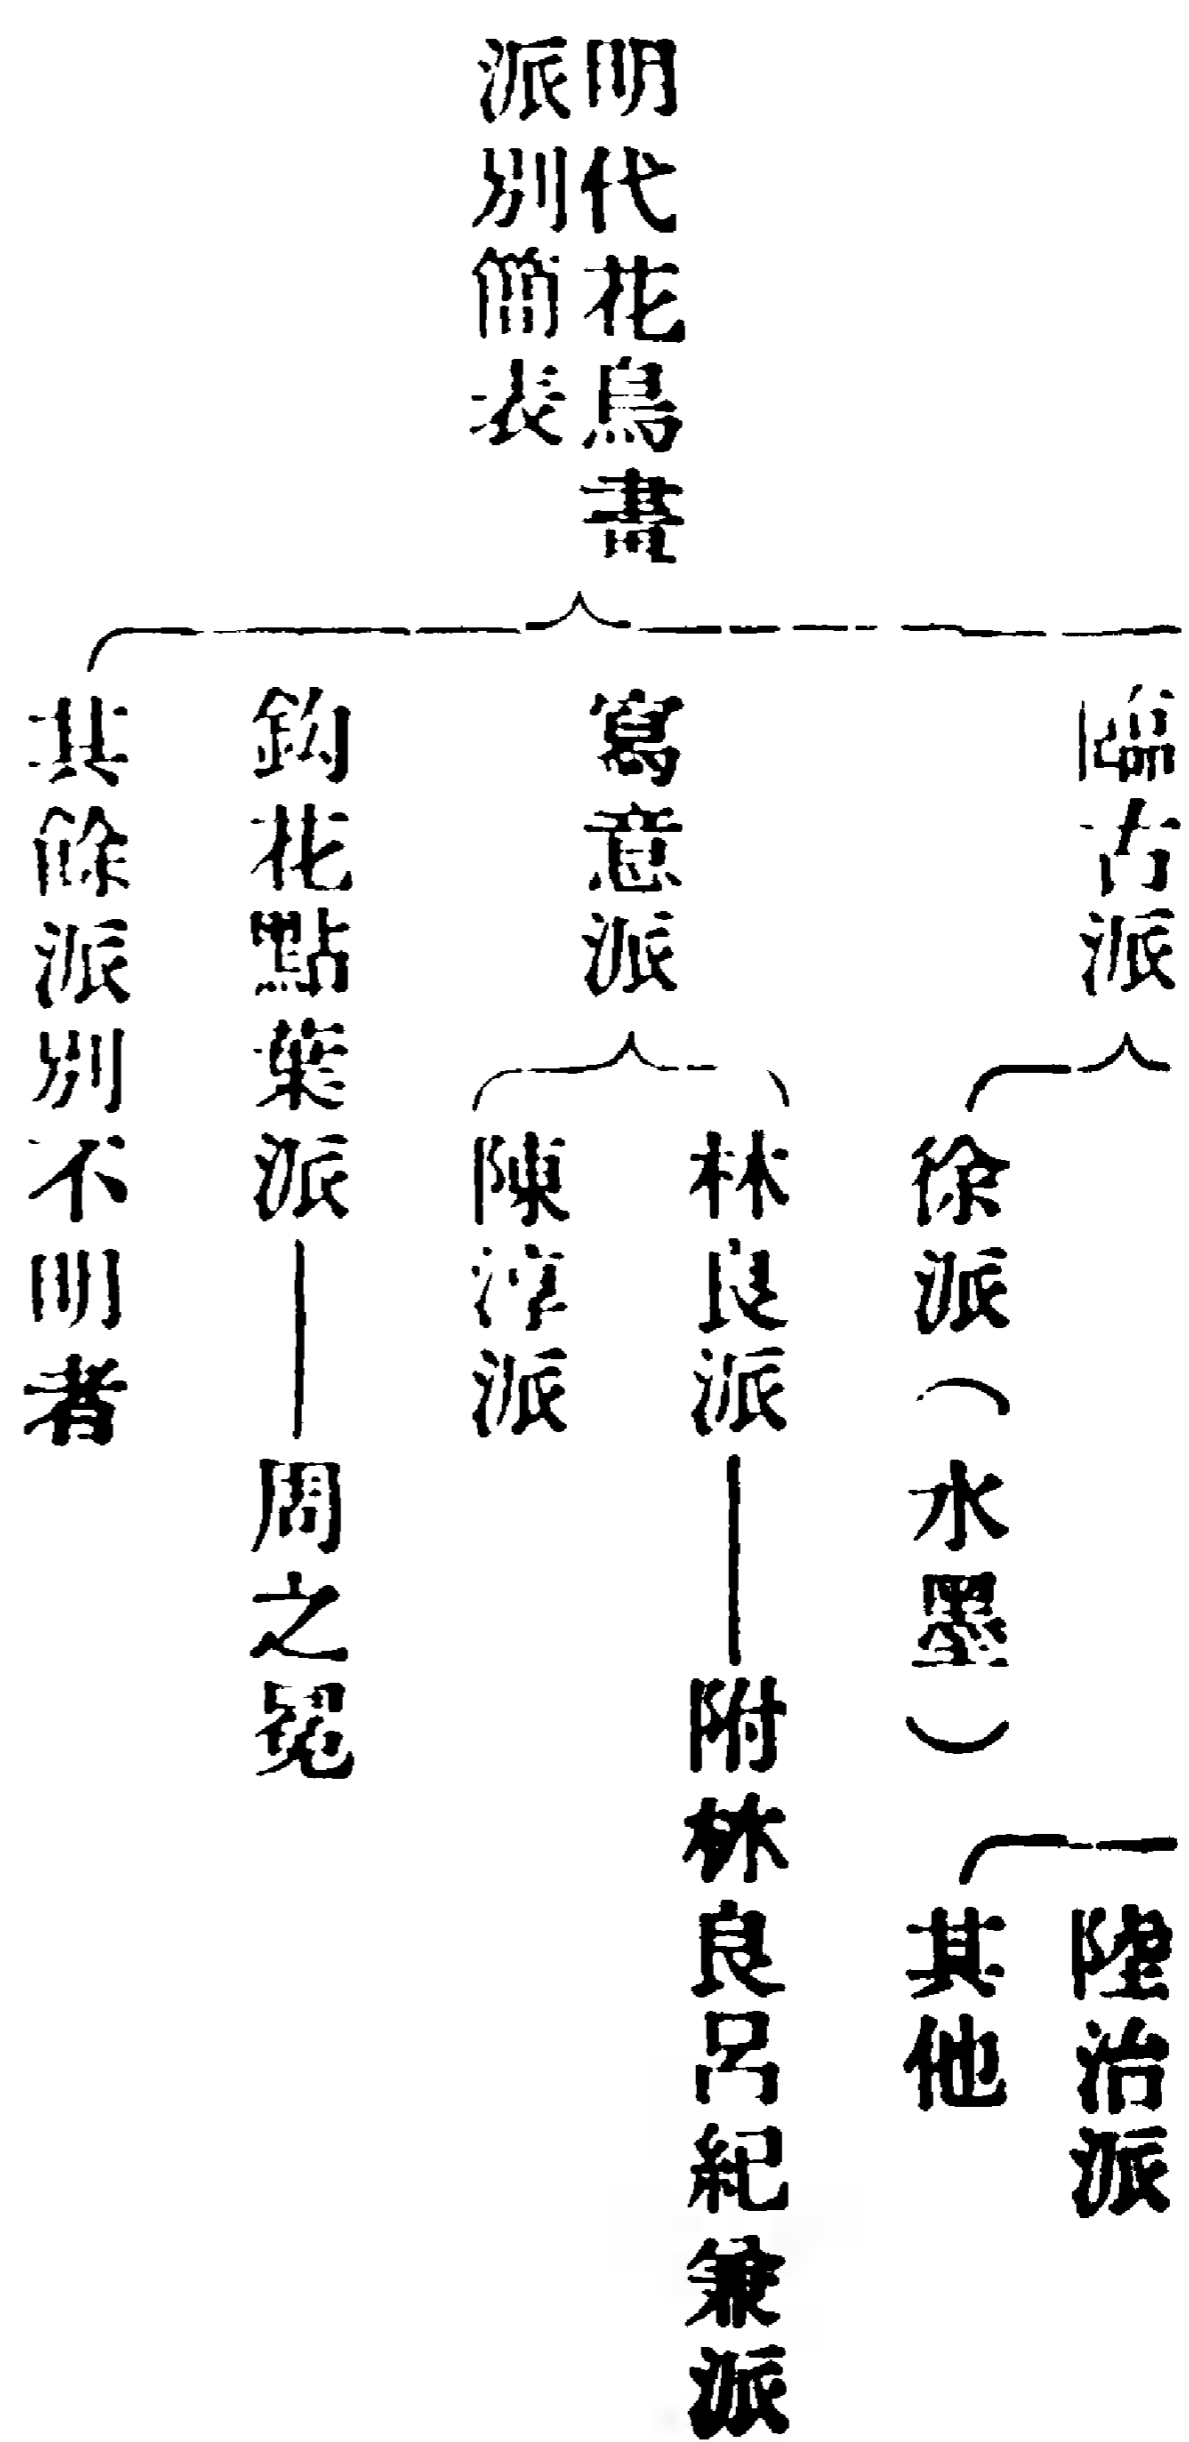 明代花鳥畫
派別簡表
臨古派
徐派（水墨）
陸治派
其他
寫意派
林良派——附林良呂紀兼派
陳淳派
鈎花點葉派——周之冕
其餘派別不明者